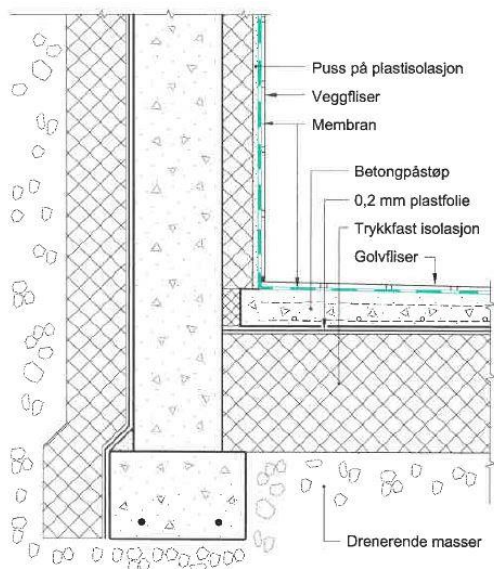 Puss på plastisolasjon
Veggfliser
Membran
Betongpåstøp
0,2 mm plastfolie
Trykkfast isolasjon
Golvfliser
Drenerende masser